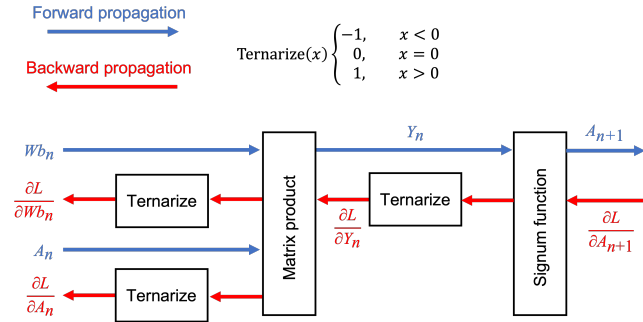 Forward propagation
Backward propagation
Ternarize(x) { −1, x < 0
0, x = 0
1, x > 0
Wb_n
Y_n
A_{n+1}
∂L/∂Wb_n
Ternarize
Matrix product
∂L/∂Y_n
Ternarize
Signum function
∂L/∂A_{n+1}
A_n
∂L/∂A_n
Ternarize